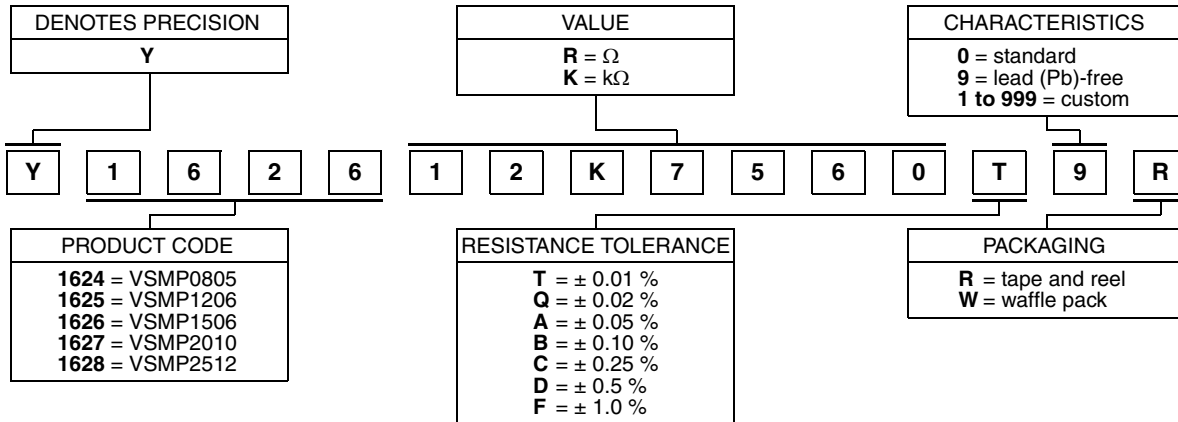 DENOTES PRECISION
Y
VALUE
R = Ω
K = kΩ
CHARACTERISTICS
0 = standard
9 = lead (Pb)-free
1 to 999 = custom
Y 1 6 2 6 1 2 K 7 5 6 0 T 9 R
PRODUCT CODE
1624 = VSMP0805
1625 = VSMP1206
1626 = VSMP1506
1627 = VSMP2010
1628 = VSMP2512
RESISTANCE TOLERANCE
T = ± 0.01 %
Q = ± 0.02 %
A = ± 0.05 %
B = ± 0.10 %
C = ± 0.25 %
D = ± 0.5 %
F = ± 1.0 %
PACKAGING
R = tape and reel
W = waffle pack